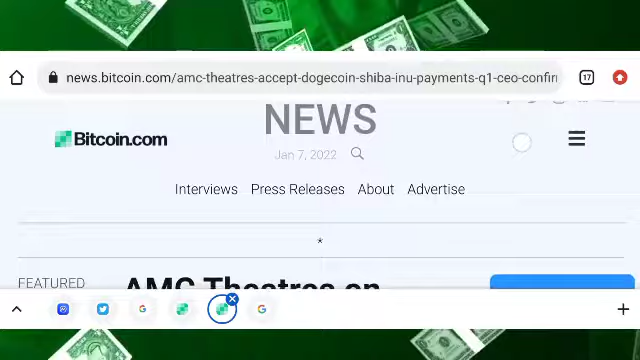 news.bitcoin.com/amc-theatres-accept-dogecoin-shiba-inu-payments-q1-ceo-confir
17
NEWS
Bitcoin.com
Jan 7, 2022
Interviews Press Releases About Advertise
*
FEATURED
AMC Theatres on